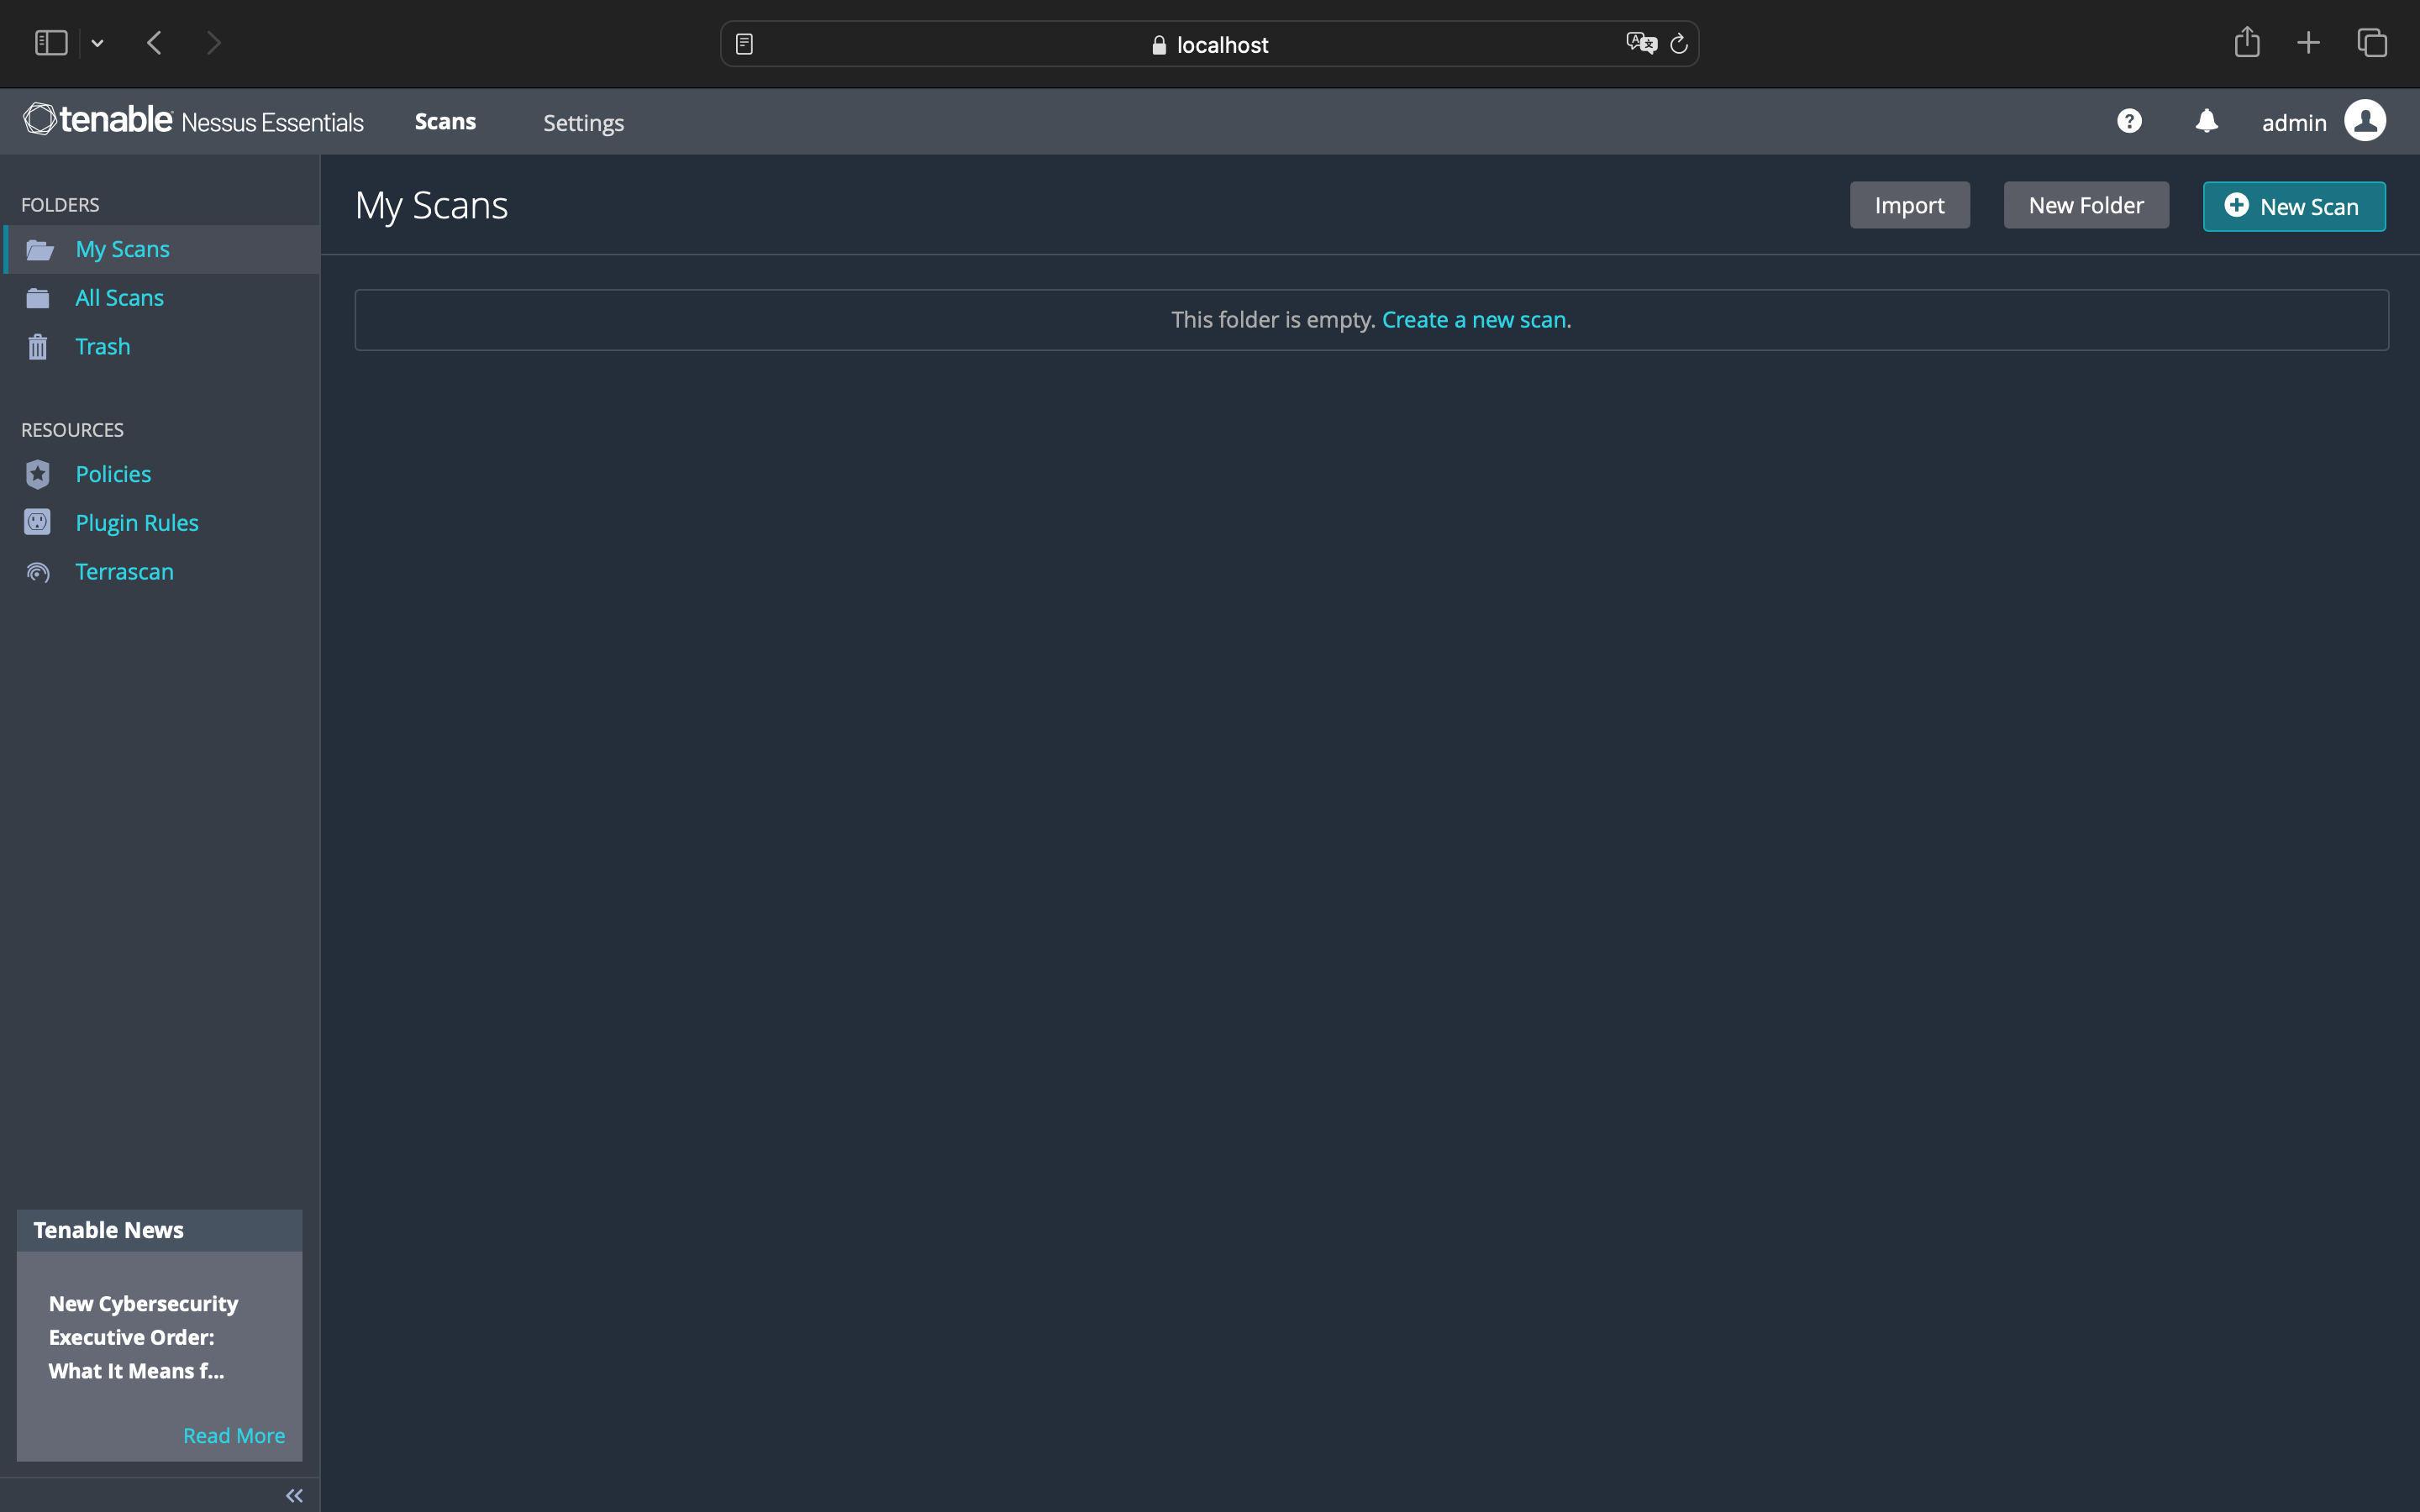 localhost
tenable Nessus Essentials
Scans
Settings
admin
FOLDERS
My Scans
All Scans
Trash
RESOURCES
Policies
Plugin Rules
Terrascan
Tenable News
New Cybersecurity
Executive Order:
What It Means f...
Read More
My Scans
Import
New Folder
New Scan
This folder is empty. Create a new scan.